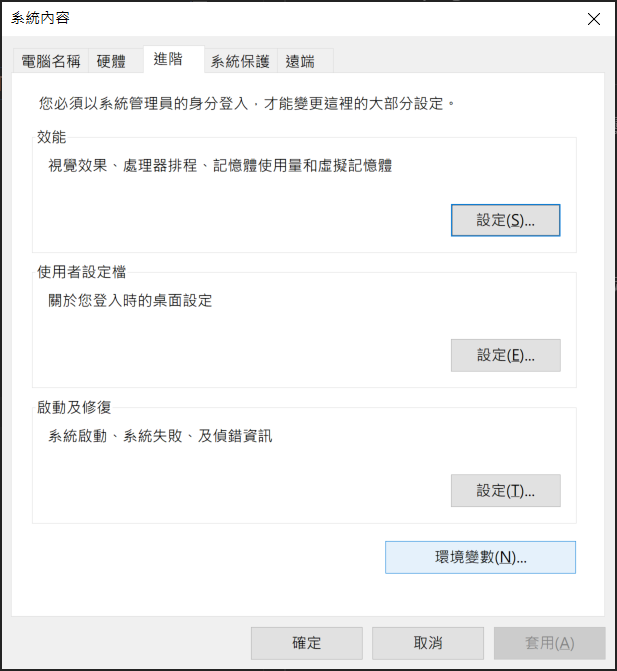 系統內容
電腦名稱 硬體 進階 系統保護 遠端
您必須以系統管理員的身分登入，才能變更這裡的大部分設定。
效能
視覺效果、處理器排程、記憶體使用量和虛擬記憶體
設定(S)...
使用者設定檔
關於您登入時的桌面設定
設定(E)...
啟動及修復
系統啟動、系統失敗、及偵錯資訊
設定(T)...
環境變數(N)...
確定 取消 套用(A)